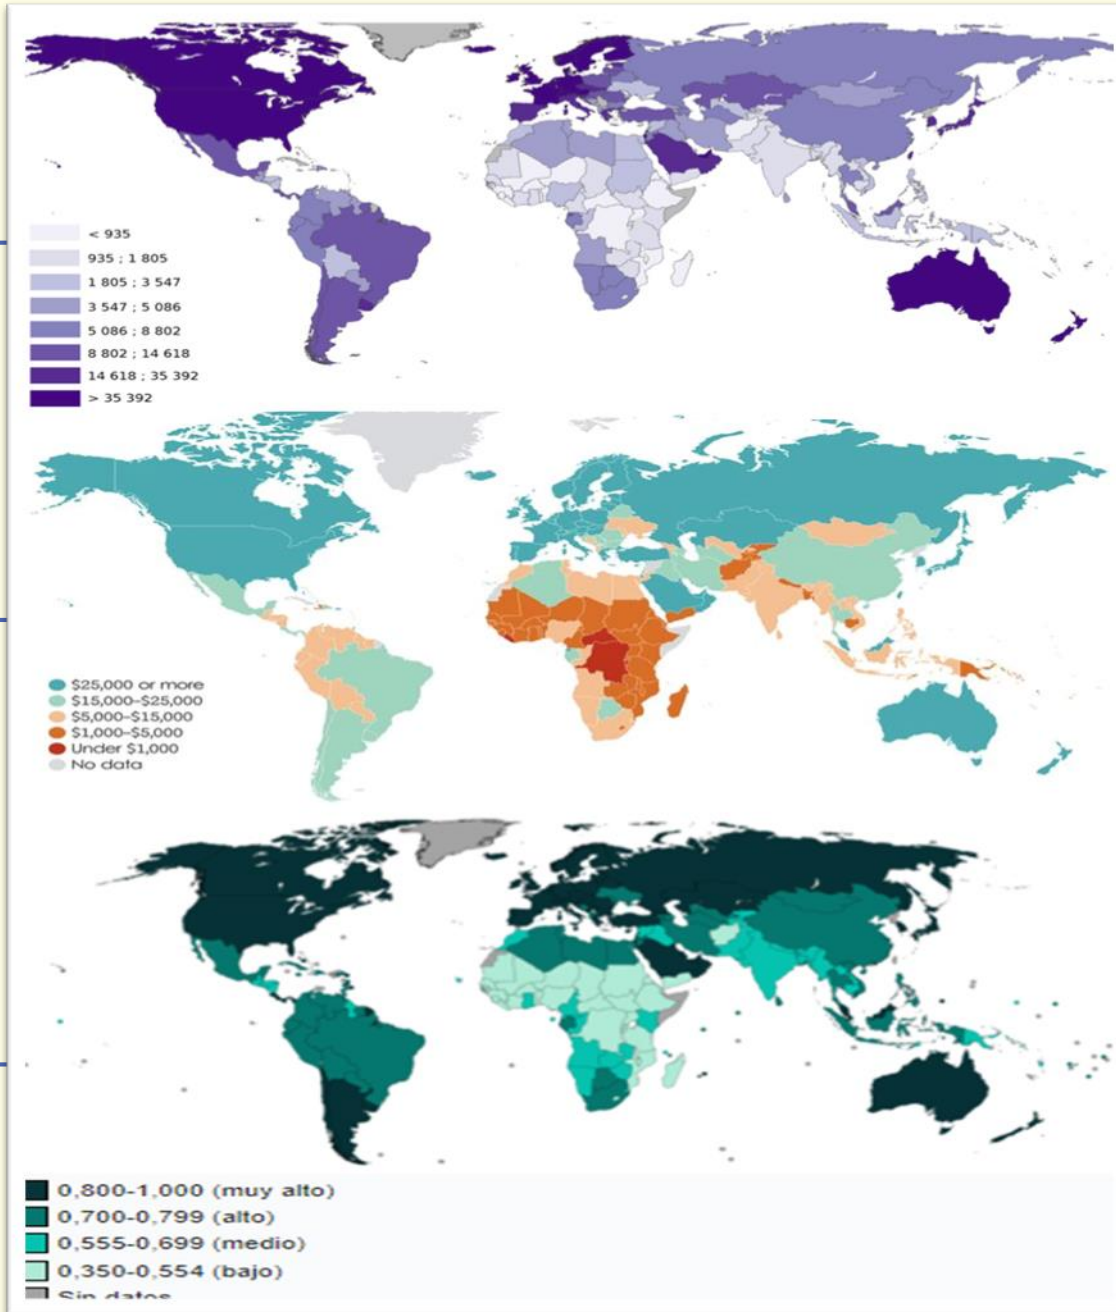 < 935
935 ; 1 805
1 805 ; 3 547
3 547 ; 5 086
5 086 ; 8 802
8 802 ; 14 618
14 618 ; 35 392
> 35 392
$25,000 or more
$15,000–$25,000
$5,000–$15,000
$1,000–$5,000
Under $1,000
No data
0,800-1,000 (muy alto)
0,700-0,799 (alto)
0,555-0,699 (medio)
0,350-0,554 (bajo)
Sin datos